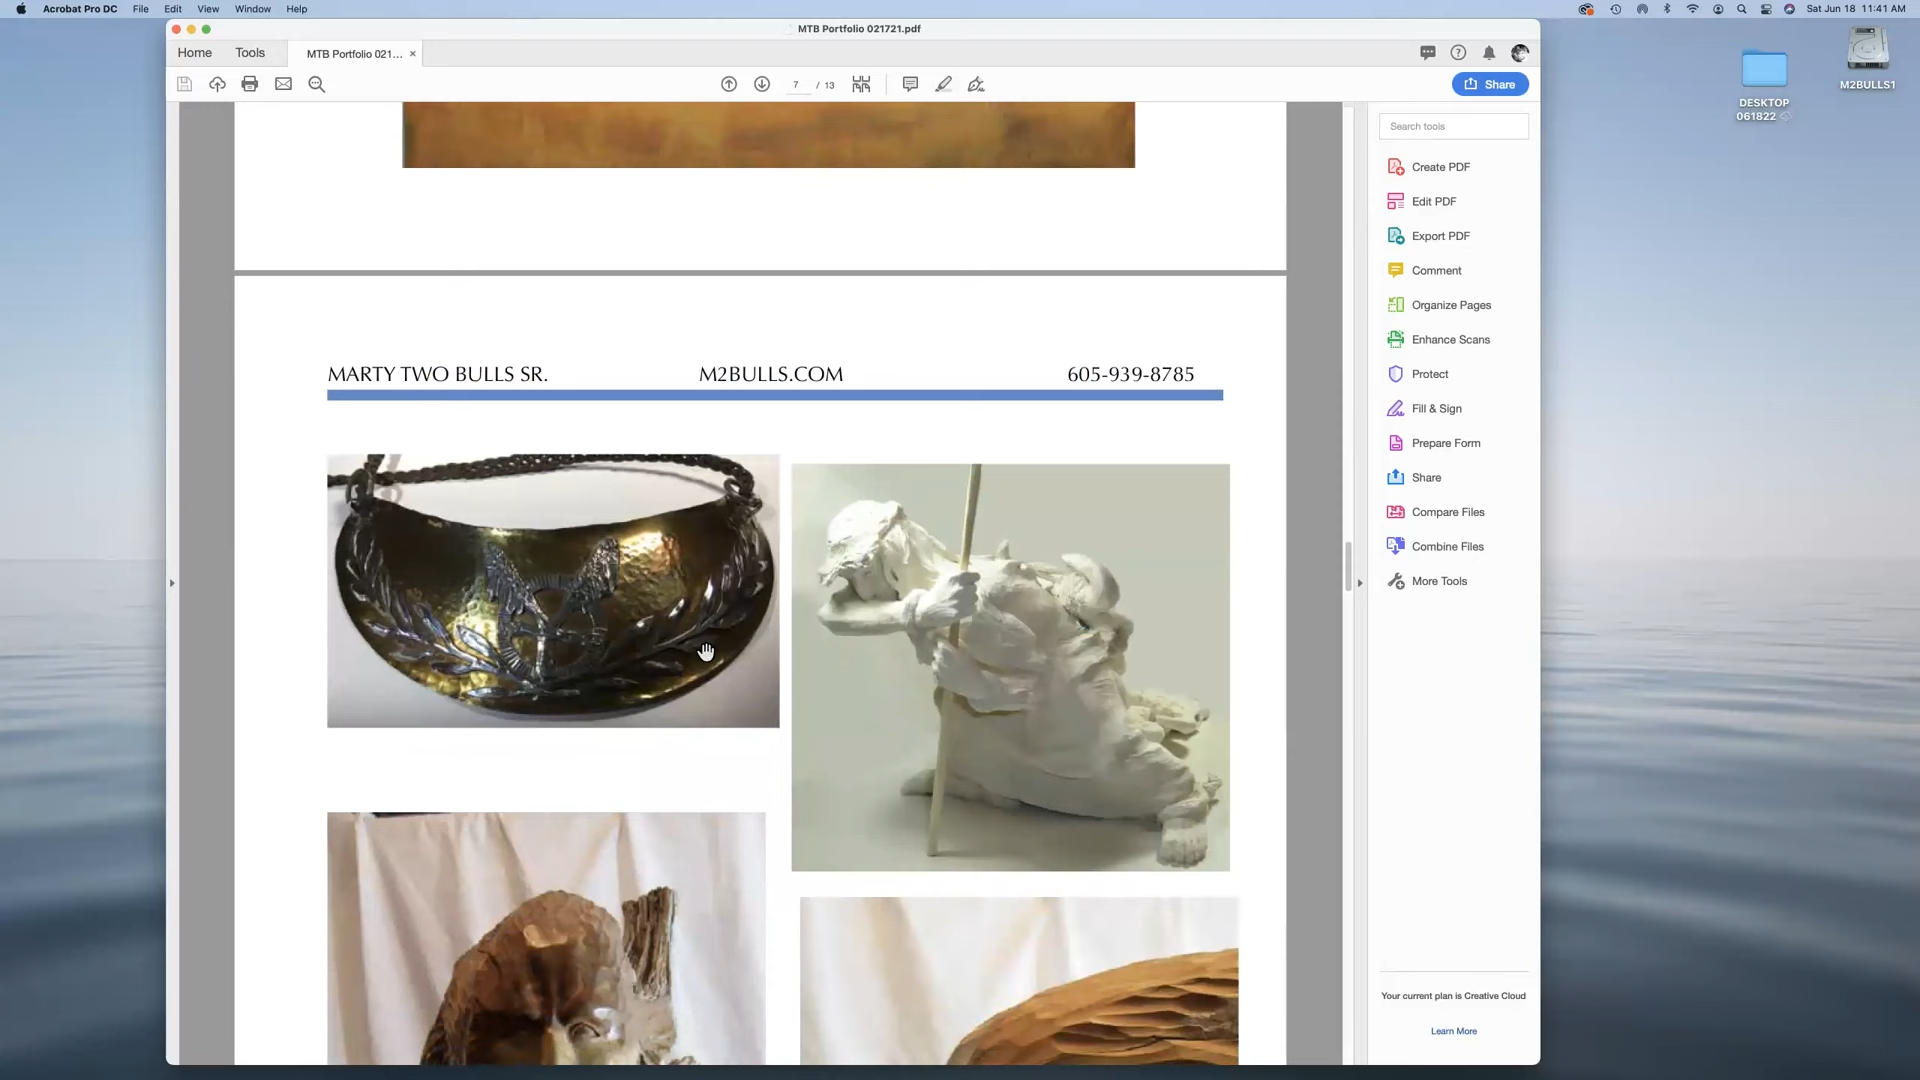 Acrobat Pro DC File Edit View Window Help Sat Jun 18 11:41 AM
MTB Portfolio 021721.pdf
Home Tools MTB Portfolio 021... ×
7 / 13
Share
DESKTOP
061822
M2BULLS1
Search tools
Create PDF
Edit PDF
Export PDF
Comment
Organize Pages
Enhance Scans
Protect
Fill & Sign
Prepare Form
Share
Compare Files
Combine Files
More Tools
Your current plan is Creative Cloud
Learn More
MARTY TWO BULLS SR. M2BULLS.COM 605-939-8785